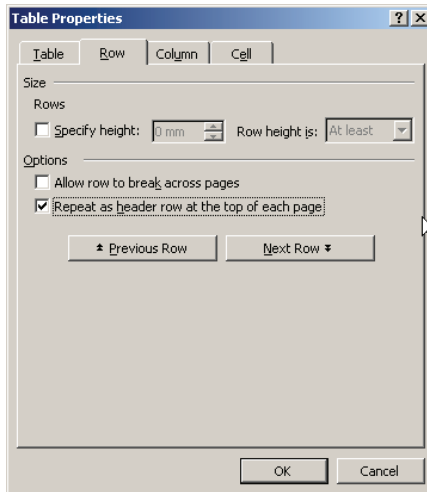 Table Properties ? ×
Table Row Column Cell
Size
Rows
Specify height: 0 mm Row height is: At least
Options
Allow row to break across pages
Repeat as header row at the top of each page
Previous Row Next Row
OK Cancel